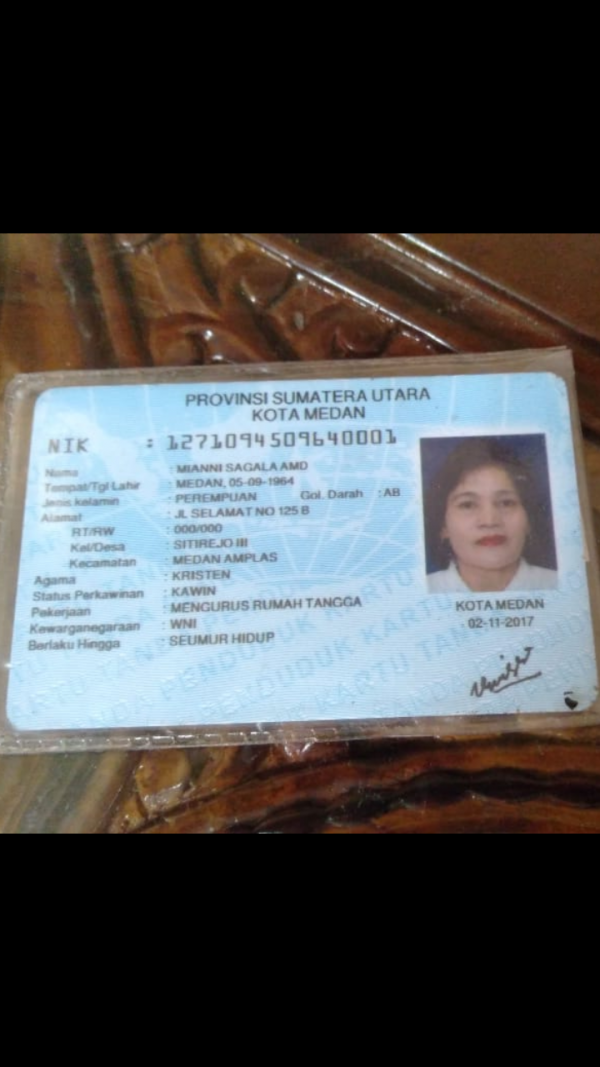 PROVINSI SUMATERA UTARA
KOTA MEDAN
NIK : 1271094509640001
Nama : MIANNI SAGALA AMD
Tempat/Tgl Lahir : MEDAN, 05-09-1964
Jenis kelamin : PEREMPUAN Gol. Darah : AB
Alamat : JL SELAMAT NO 125 B
RT/RW : 000/000
Kel/Desa : SITIREJO III
Kecamatan : MEDAN AMPLAS
Agama : KRISTEN
Status Perkawinan : KAWIN
Pekerjaan : MENGURUS RUMAH TANGGA
Kewarganegaraan : WNI
Berlaku Hingga : SEUMUR HIDUP
KOTA MEDAN
02-11-2017